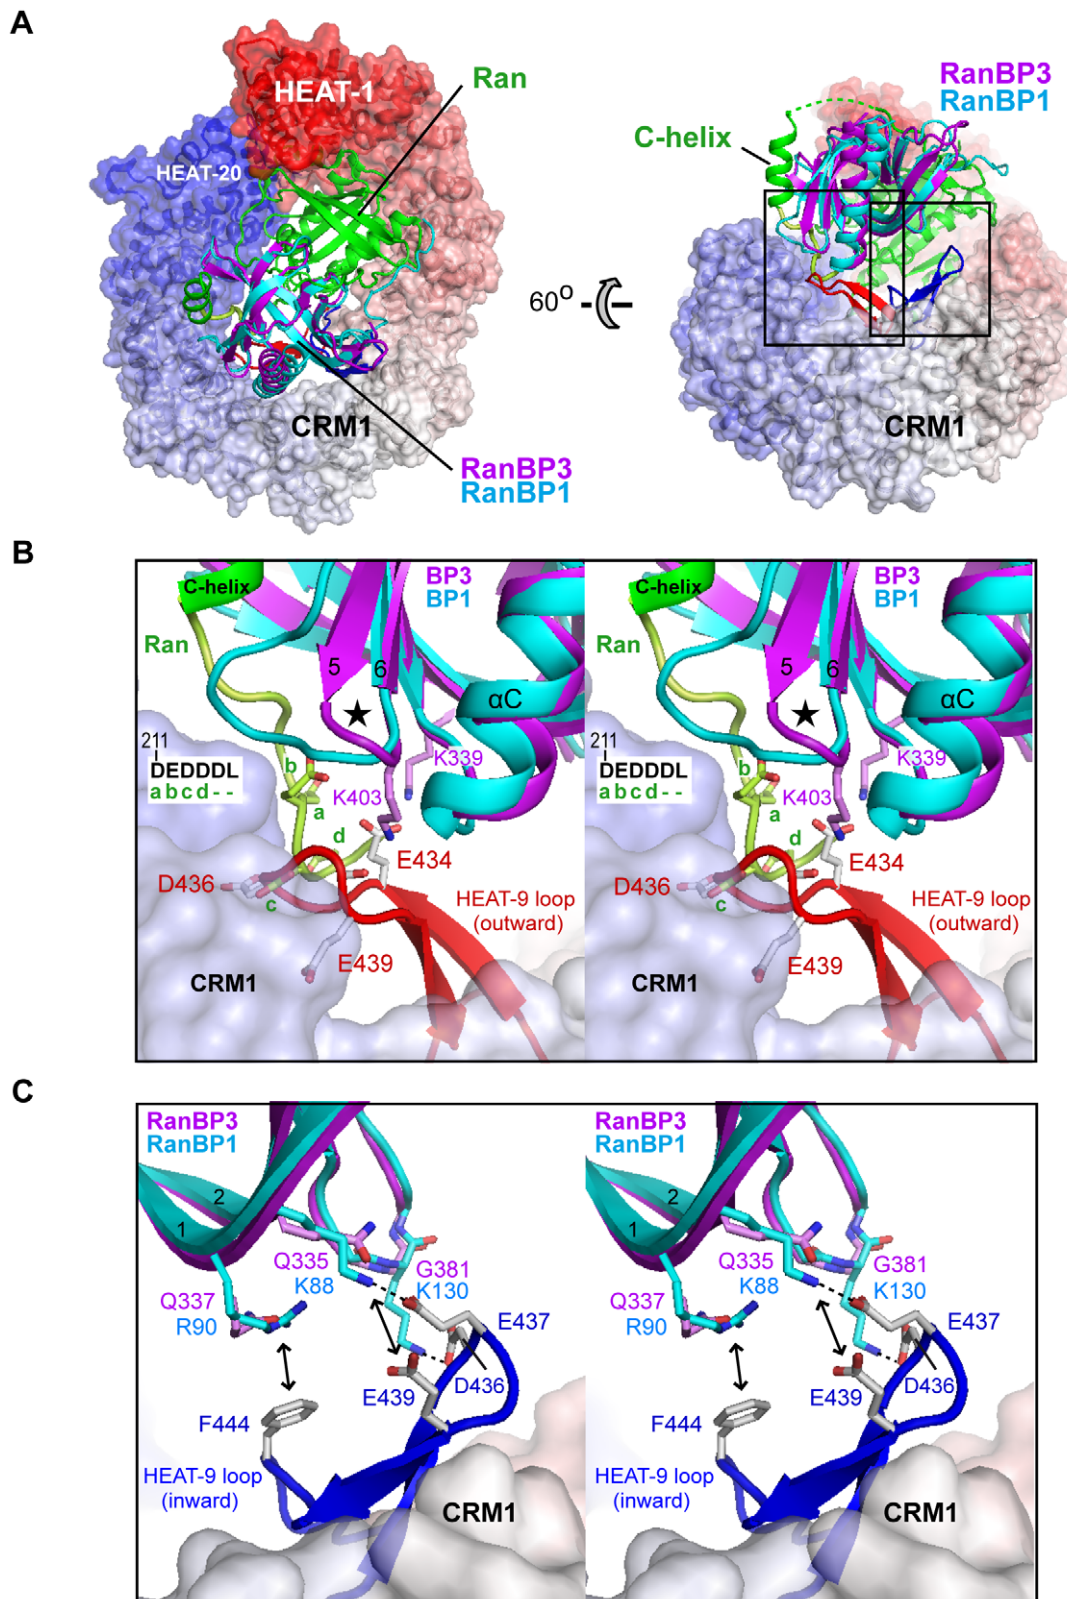 A
HEAT-1
Ran
HEAT-20
CRM1
RanBP3
RanBP1
60o
RanBP3
RanBP1
C-helix
CRM1
B
C-helix
BP3
BP1
Ran
5
6
αC
211
DEDDDL
abcd--
b
a
K339
K403
d
E434
D436
c
HEAT-9 loop
(outward)
E439
CRM1
C-helix
BP3
BP1
Ran
5
6
αC
211
DEDDDL
abcd--
b
a
K339
K403
d
E434
D436
c
HEAT-9 loop
(outward)
E439
CRM1
C
RanBP3
RanBP1
2
1
Q335
K88
G381
K130
Q337
R90
E437
D436
E439
F444
HEAT-9 loop
(inward)
CRM1
RanBP3
RanBP1
2
1
Q335
K88
G381
K130
Q337
R90
E437
D436
E439
F444
HEAT-9 loop
(inward)
CRM1